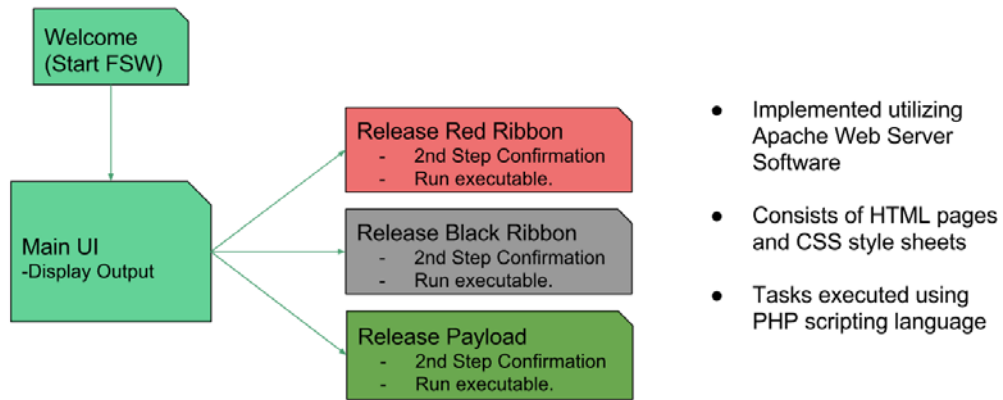 Welcome
(Start FSW)
Main UI
-Display Output
Release Red Ribbon
- 2nd Step Confirmation
- Run executable.
Release Black Ribbon
- 2nd Step Confirmation
- Run executable.
Release Payload
- 2nd Step Confirmation
- Run executable.
● Implemented utilizing
Apache Web Server
Software
● Consists of HTML pages
and CSS style sheets
● Tasks executed using
PHP scripting language